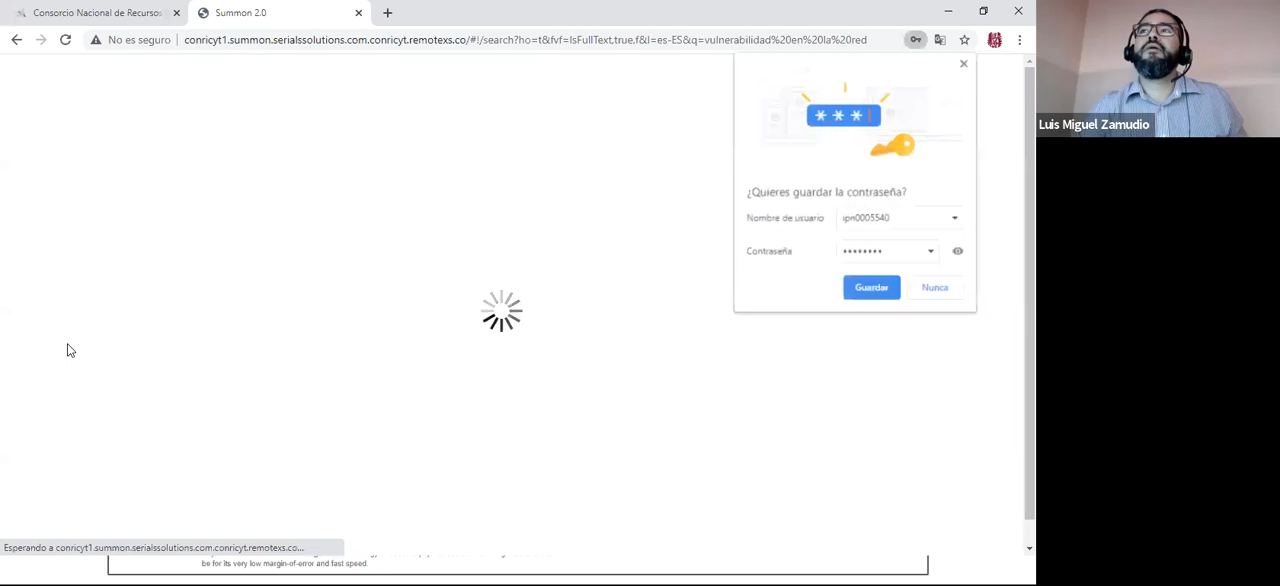 Consorcio Nacional de Recursos
Summon 2.0
No es seguro
conricyt1.summon.serialssolutions.com.conricyt.remotexs.co/#!/search?ho=t&fvf=IsFullText,true,f&l=es-ES&q=vulnerabilidad%20en%20la%20red
Luis Miguel Zamudio
***
¿Quieres guardar la contraseña?
Nombre de usuario ipn0005540
Contraseña ••••••••
Guardar Nunca
Esperando a conricyt1.summon.serialssolutions.com.conricyt.remotexs.co...
be for its very low margin-of-error and fast speed.